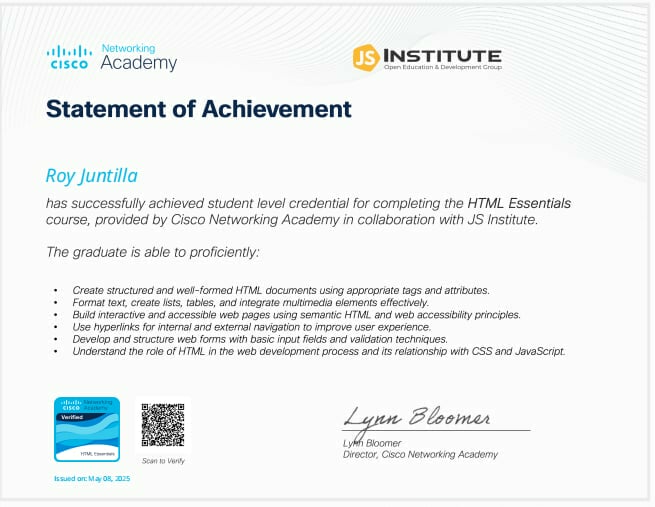 Networking
CISCO Academy
JS INSTITUTE
Open Education & Development Group
Statement of Achievement
Roy Juntilla
has successfully achieved student level credential for completing the HTML Essentials
course, provided by Cisco Networking Academy in collaboration with JS Institute.
The graduate is able to proficiently:
• Create structured and well-formed HTML documents using appropriate tags and attributes.
• Format text, create lists, tables, and integrate multimedia elements effectively.
• Build interactive and accessible web pages using semantic HTML and web accessibility principles.
• Use hyperlinks for internal and external navigation to improve user experience.
• Develop and structure web forms with basic input fields and validation techniques.
• Understand the role of HTML in the web development process and its relationship with CSS and JavaScript.
Networking
CISCO Academy
Verified
HTML Essentials
Scan to Verify
Issued on: May 08, 2025
Lynn Bloomer
Lynn Bloomer
Director, Cisco Networking Academy